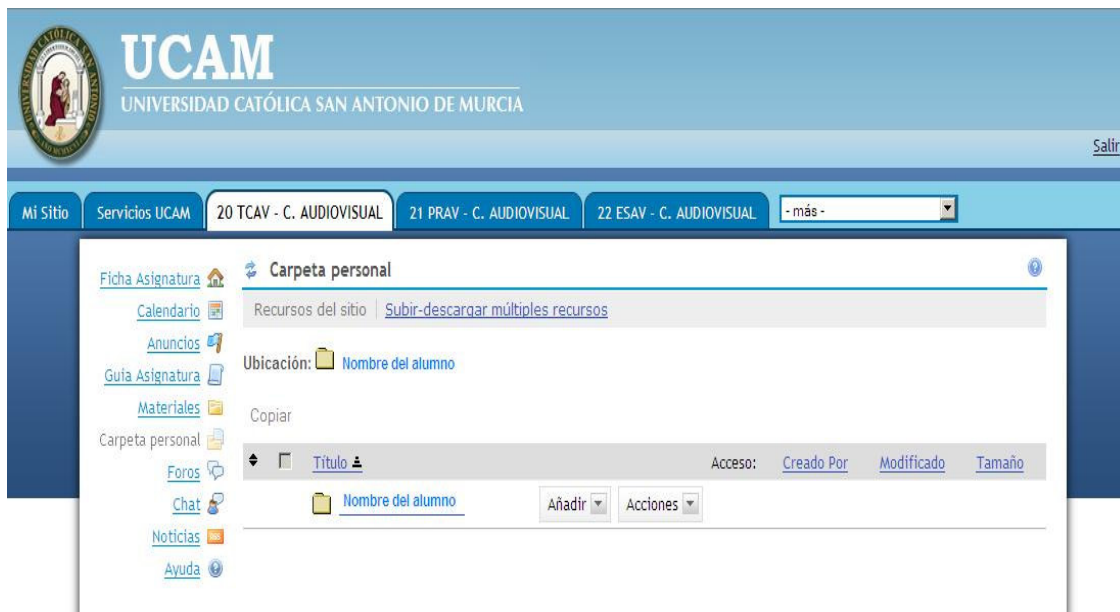 UCAM
UNIVERSIDAD CATÓLICA SAN ANTONIO DE MURCIA
Salir
Mi Sitio
Servicios UCAM
20 TCAV - C. AUDIOVISUAL
21 PRAV - C. AUDIOVISUAL
22 ESAV - C. AUDIOVISUAL
- más -
Ficha Asignatura
Calendario
Anuncios
Guia Asignatura
Materiales
Carpeta personal
Foros
Chat
Noticias
Ayuda
Carpeta personal
Recursos del sitio | Subir-descargar múltiples recursos
Ubicación: Nombre del alumno
Copiar
Título Acceso: Creado Por Modificado Tamaño
Nombre del alumno Añadir Acciones